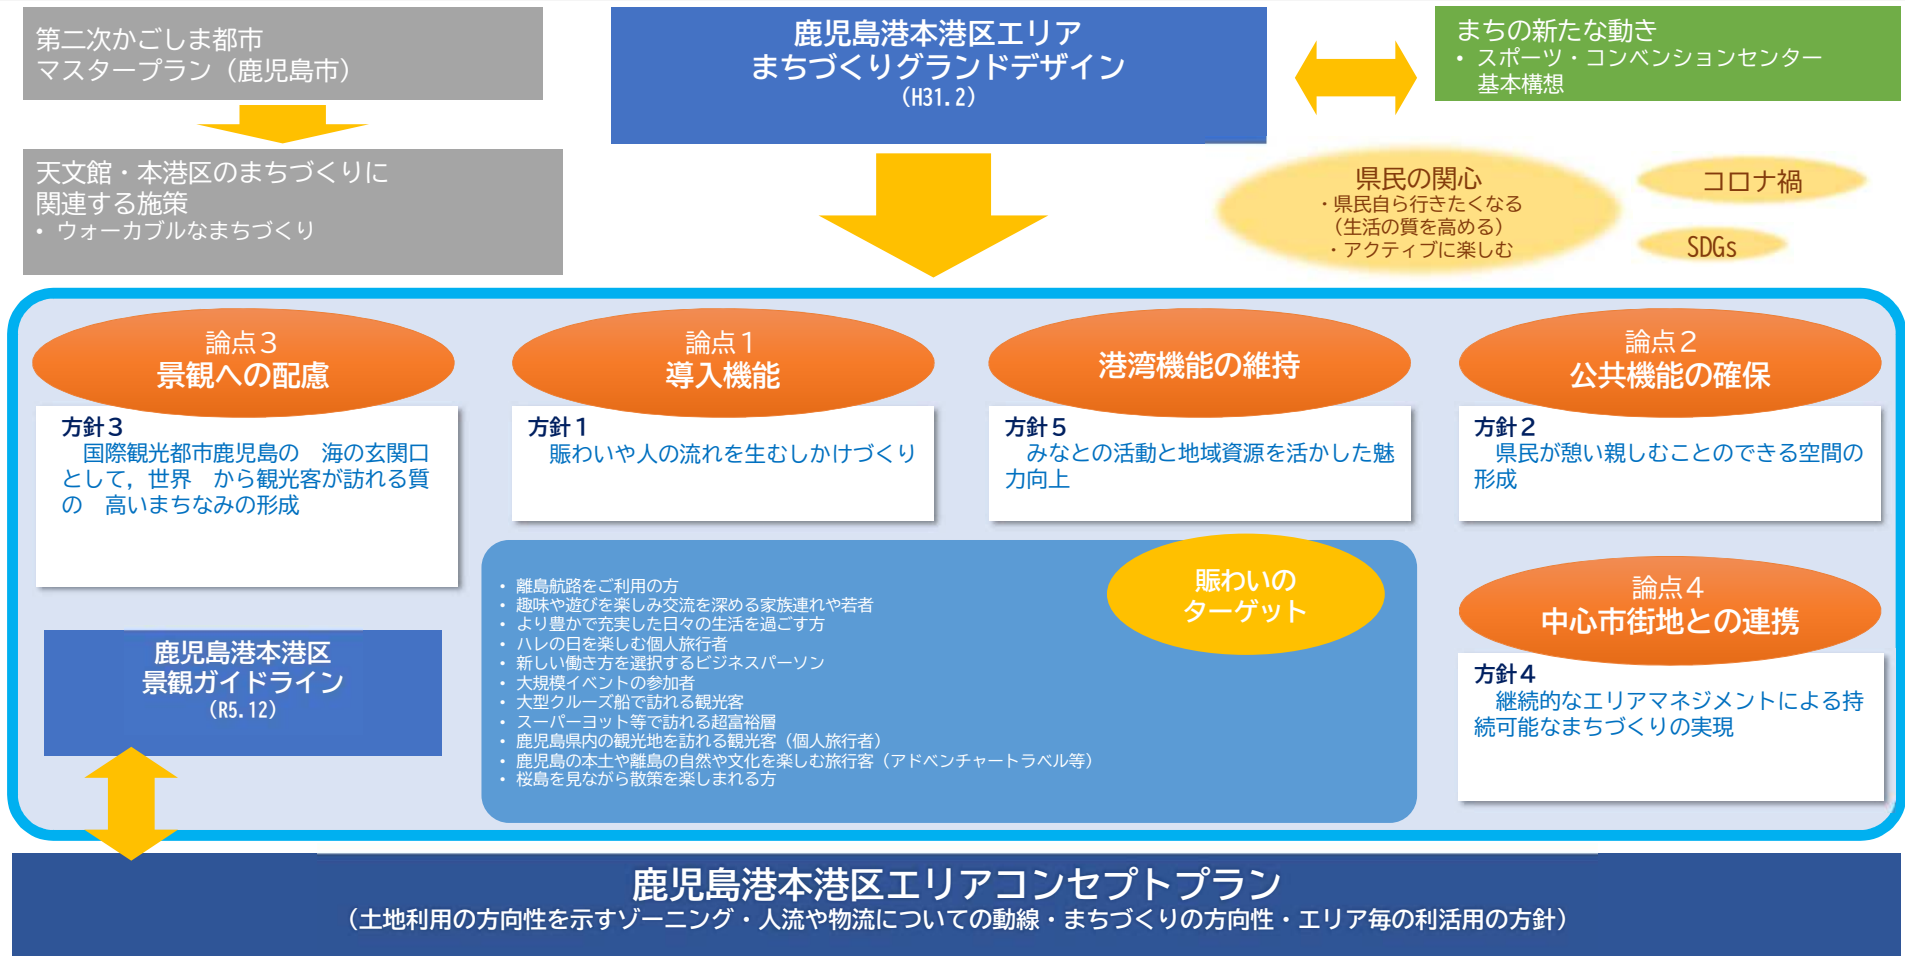 第二次かごしま都市
マスタープラン（鹿児島市）
鹿児島港本港区エリア
まちづくりグランドデザイン
（H31.2）
まちの新たな動き
• スポーツ・コンベンションセンター
基本構想
天文館・本港区のまちづくりに
関連する施策
• ウォーカブルなまちづくり
県民の関心
・県民自ら行きたくなる
（生活の質を高める）
・アクティブに楽しむ
コロナ禍
SDGs
論点３
景観への配慮
方針３
国際観光都市鹿児島の　海の玄関口
として，世界　から観光客が訪れる質
の　高いまちなみの形成
論点１
導入機能
方針１
賑わいや人の流れを生むしかけづくり
港湾機能の維持
方針５
みなとの活動と地域資源を活かした魅
力向上
論点２
公共機能の確保
方針２
県民が憩い親しむことのできる空間の
形成
鹿児島港本港区
景観ガイドライン
（R5.12）
賑わいの
ターゲット
• 離島航路をご利用の方
• 趣味や遊びを楽しみ交流を深める家族連れや若者
• より豊かで充実した日々の生活を過ごす方
• ハレの日を楽しむ個人旅行者
• 新しい働き方を選択するビジネスパーソン
• 大規模イベントの参加者
• 大型クルーズ船で訪れる観光客
• スーパーヨット等で訪れる超富裕層
• 鹿児島県内の観光地を訪れる観光客（個人旅行者）
• 鹿児島の本土や離島の自然や文化を楽しむ旅行客（アドベンチャートラベル等）
• 桜島を見ながら散策を楽しまれる方
論点４
中心市街地との連携
方針４
継続的なエリアマネジメントによる持
続可能なまちづくりの実現
鹿児島港本港区エリアコンセプトプラン
（土地利用の方向性を示すゾーニング・人流や物流についての動線・まちづくりの方向性・エリア毎の利活用の方針）